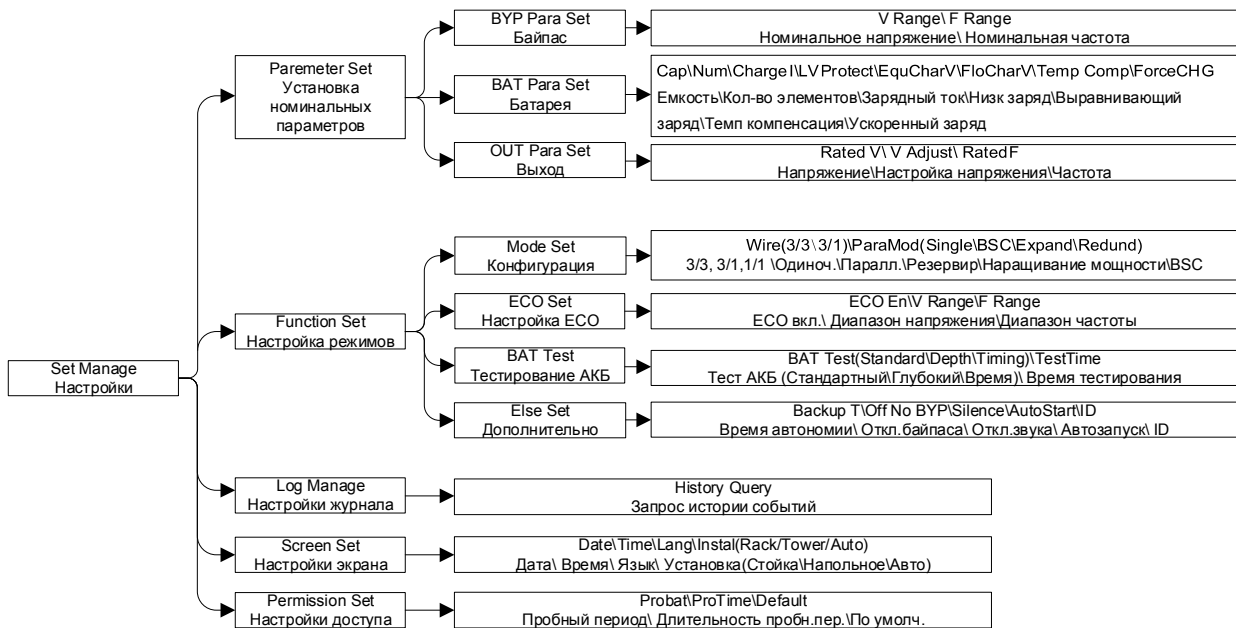 BYP Para Set
Байпас
V Range\ F Range
Номинальное напряжение\ Номинальная частота
Paremeter Set
Установка
номинальных
параметров
BAT Para Set
Батарея
Cap\Num\Charge I\LV Protect\EquCharV\FloCharV\Temp Comp\ForceCHG
Емкость\Кол-во элементов\Зарядный ток\Низк заряд\Выравнивающий
заряд\Темп компенсация\Ускоренный заряд
OUT Para Set
Выход
Rated V\ V Adjust\ Rated F
Напряжение\Настройка напряжения\Частота
Mode Set
Конфигурация
Wire(3/3\3/1)\ParaMod(Single\BSC\Expand\Redund)
3/3, 3/1,1/1 \Одиноч.\Паралл.\Резервир\Наращивание мощности\BSC
Function Set
Настройка режимов
ECO Set
Настройка ECO
ECO En\V Range\F Range
ECO вкл.\ Диапазон напряжения\Диапазон частоты
Set Manage
Настройки
BAT Test
Тестирование АКБ
BAT Test(Standard\Depth\Timing)\TestTime
Тест АКБ (Стандартный\Глубокий\Время)\ Время тестирования
Else Set
Дополнительно
Backup T\Off No BYP\Silence\AutoStart\ID
Время автономии\ Откл.байпаса\ Откл.звука\ Автозапуск\ ID
Log Manage
Настройки журнала
History Query
Запрос истории событий
Screen Set
Настройки экрана
Date\Time\Lang\Instal(Rack/Tower/Auto)
Дата\ Время\ Язык\ Установка(Стойка\Напольное\Авто)
Permission Set
Настройки доступа
Probat\ProTime\Default
Пробный период\ Длительность пробн.пер.\По умолч.